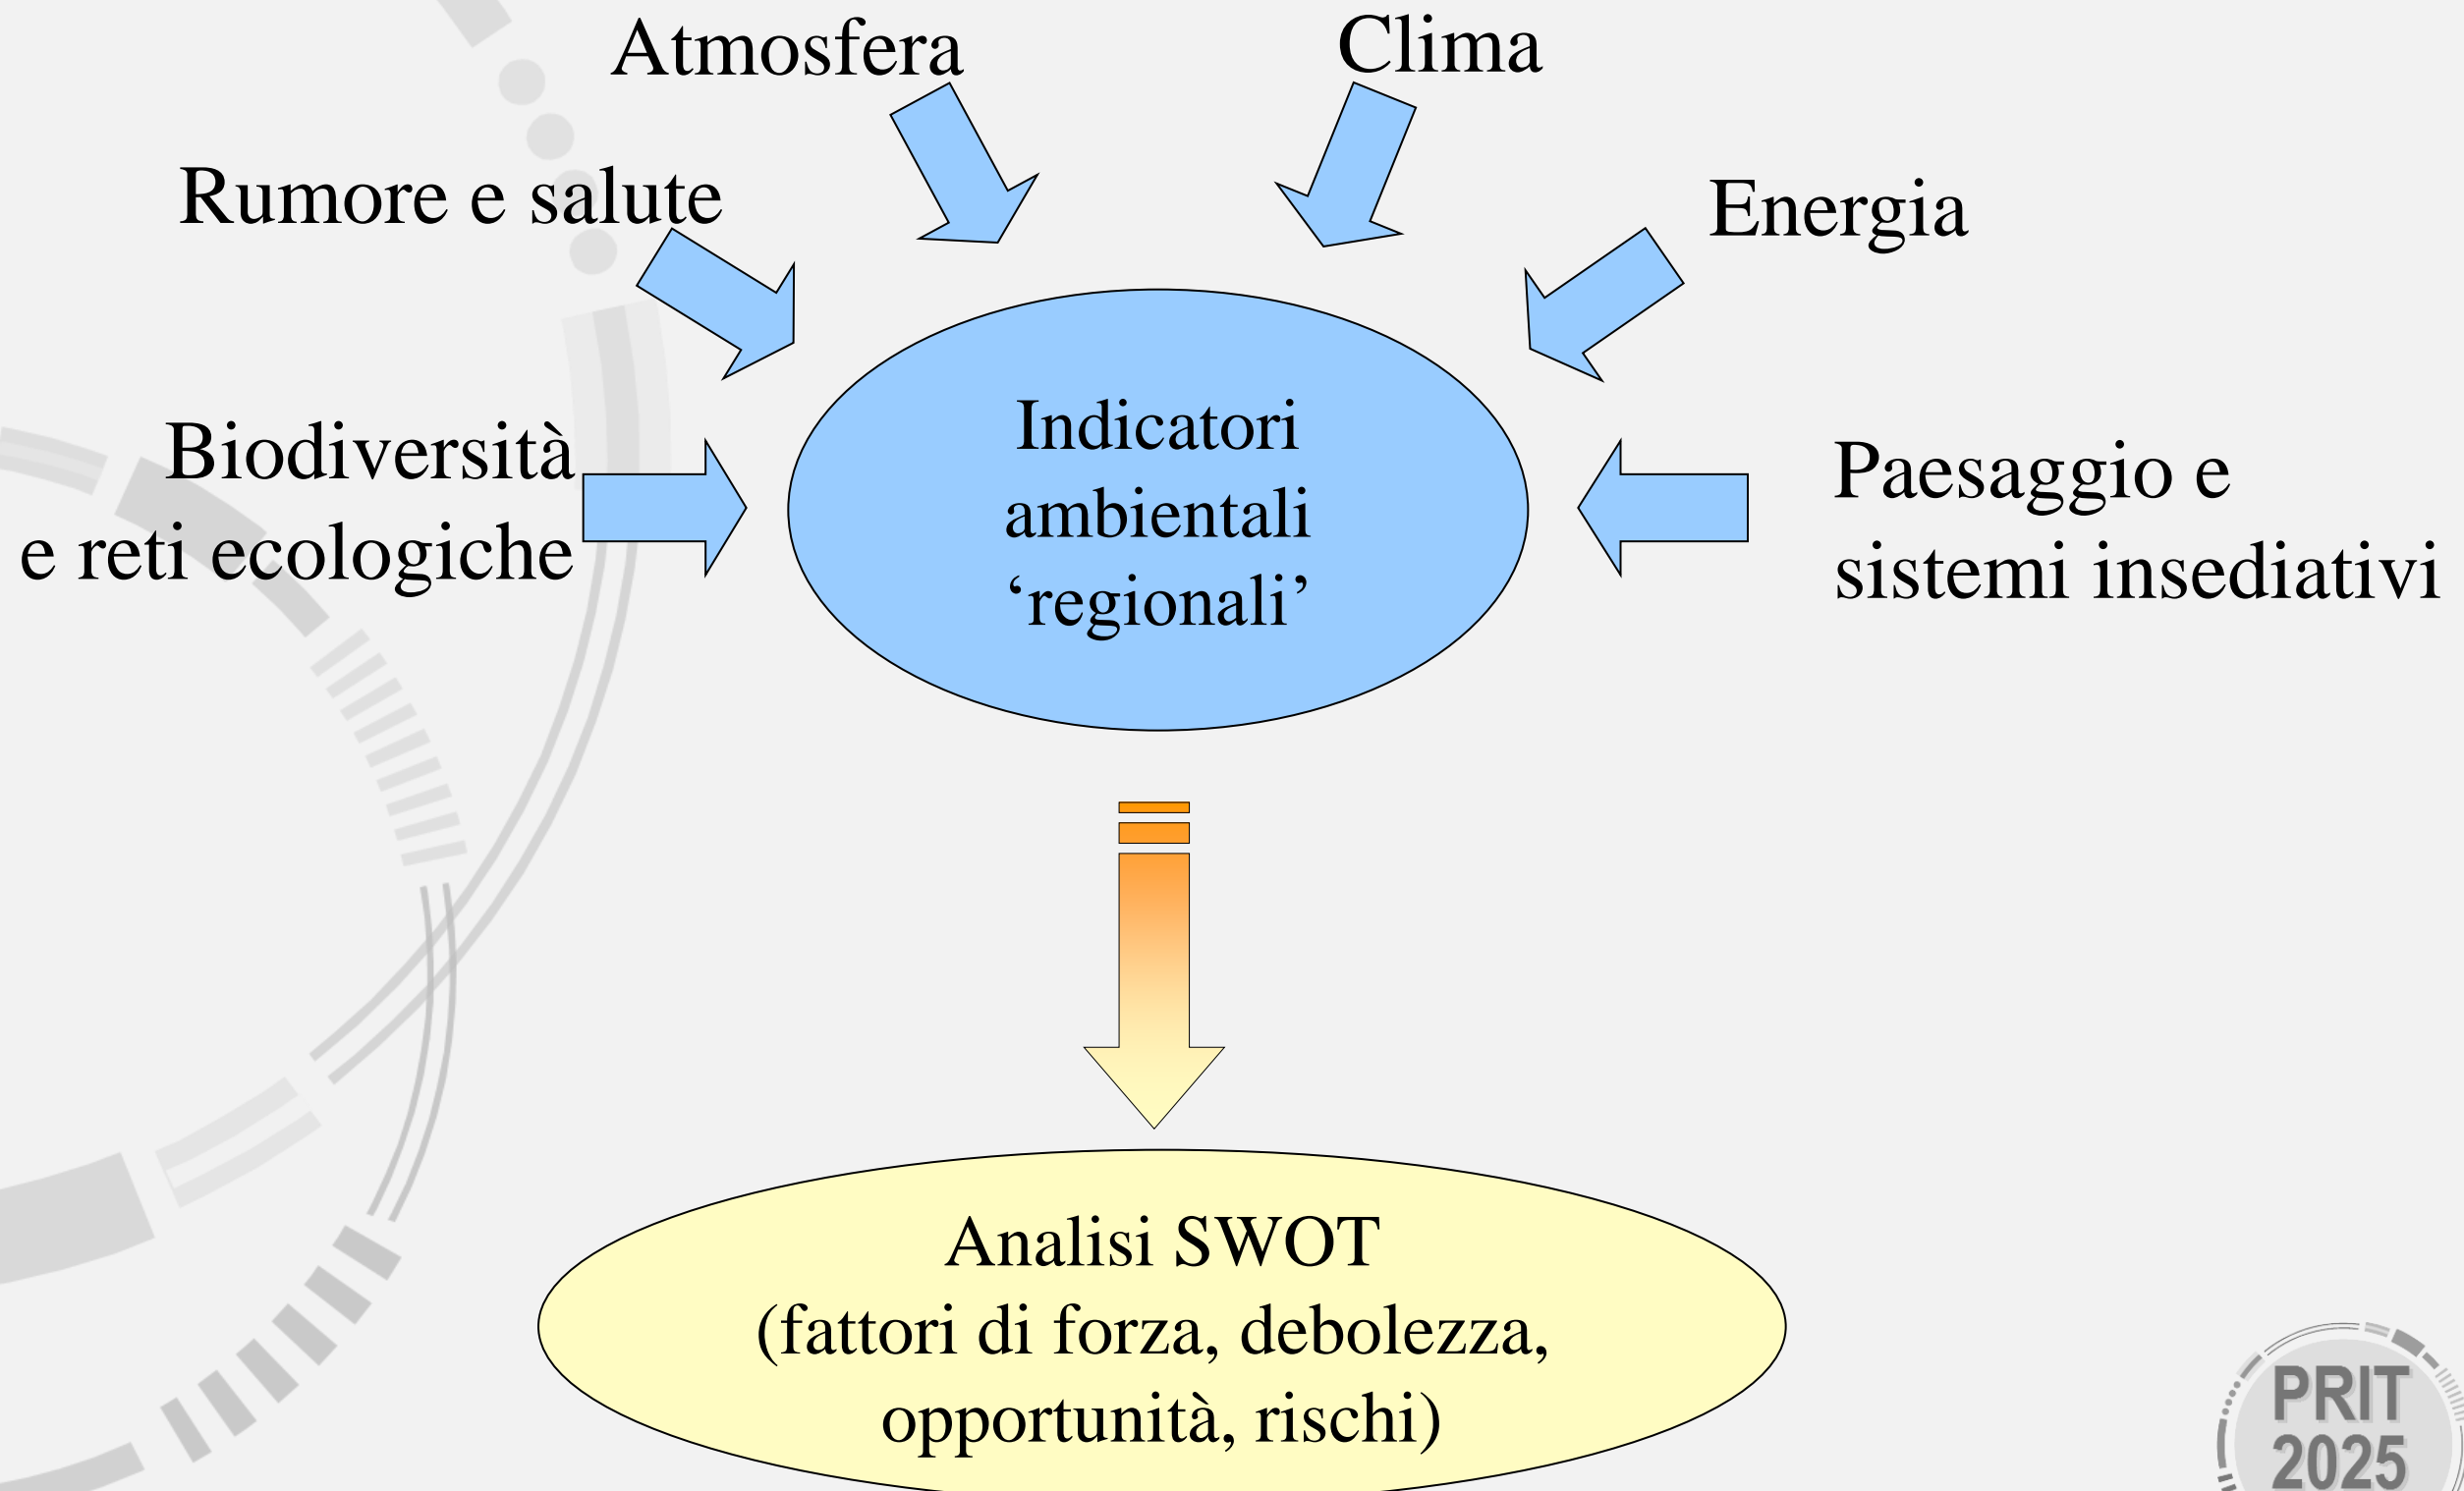 Atmosfera
Clima
Rumore e salute
Energia
Biodiversità
e reti ecologiche
Indicatori
ambientali
‘regionali’
Paesaggio e
sistemi insediativi
Analisi SWOT
(fattori di forza, debolezza,
opportunità, rischi)
PRIT
2025